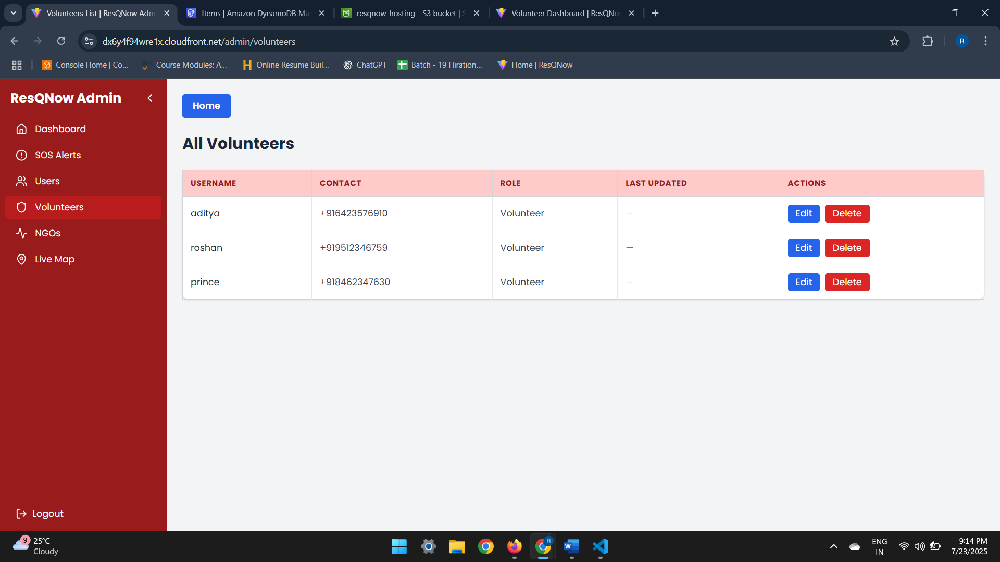 Volunteers List | ResQNow Adm
Items | Amazon DynamoDB Ma
resqnow-hosting - S3 bucket | S
Volunteer Dashboard | ResQNo
dx6y4f94wre1x.cloudfront.net/admin/volunteers
R
Console Home | Co...
Course Modules: A...
Online Resume Buil...
ChatGPT
Batch - 19 Hiration...
Home | ResQNow
ResQNow Admin
Dashboard
SOS Alerts
Users
Volunteers
NGOs
Live Map
Logout
Home
All Volunteers
USERNAME CONTACT ROLE LAST UPDATED ACTIONS
aditya +916423576910 Volunteer — Edit Delete
roshan +919512346759 Volunteer — Edit Delete
prince +918462347630 Volunteer — Edit Delete
9
25°C
Cloudy
R
W
ENG
IN
9:14 PM
7/23/2025